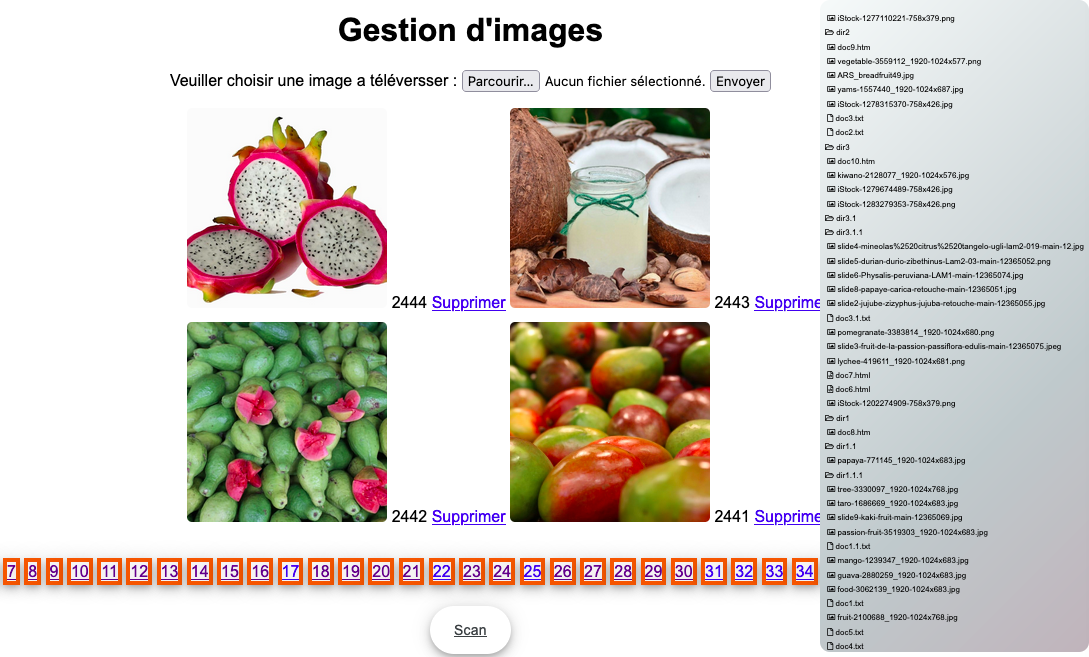 Gestion d'images
Veuiller choisir une image a téléversser : Parcourir... Aucun fichier sélectionné. Envoyer
2444 Supprimer
2443 Supprime
2442 Supprimer
2441 Supprime
7 8 9 10 11 12 13 14 15 16 17 18 19 20 21 22 23 24 25 26 27 28 29 30 31 32 33 34
Scan
iStock-1277110221-758x379.png
dir2
doc9.htm
vegetable-3559112_1920-1024x577.png
ARS_breadfruit49.jpg
yams-1557440_1920-1024x687.jpg
iStock-1278315370-758x426.jpg
doc3.txt
doc2.txt
dir3
doc10.htm
kiwano-2128077_1920-1024x576.jpg
iStock-1279674489-758x426.jpg
iStock-1283279353-758x426.png
dir3.1
dir3.1.1
slide4-mineolas%2520citrus%2520tangelo-ugli-lam2-019-main-12.jpg
slide5-durian-durio-zibethinus-Lam2-03-main-12365052.png
slide6-Physalis-peruviana-LAM1-main-12365074.jpg
slide8-papaye-carica-retouche-main-12365051.jpg
slide2-jujube-zizyphus-jujuba-retouche-main-12365055.jpg
doc3.1.txt
pomegranate-3383814_1920-1024x680.png
slide3-fruit-de-la-passion-passiflora-edulis-main-12365075.jpeg
lychee-419611_1920-1024x681.png
doc7.html
doc6.html
iStock-1202274909-758x379.png
dir1
doc8.htm
dir1.1
papaya-771145_1920-1024x683.jpg
dir1.1.1
tree-3330097_1920-1024x768.jpg
taro-1686669_1920-1024x683.jpg
slide9-kaki-fruit-main-12365069.jpg
passion-fruit-3519303_1920-1024x683.jpg
doc1.1.txt
mango-1239347_1920-1024x683.jpg
guava-2880259_1920-1024x683.jpg
food-3062139_1920-1024x683.jpg
doc1.txt
fruit-2100688_1920-1024x768.jpg
doc5.txt
doc4.txt